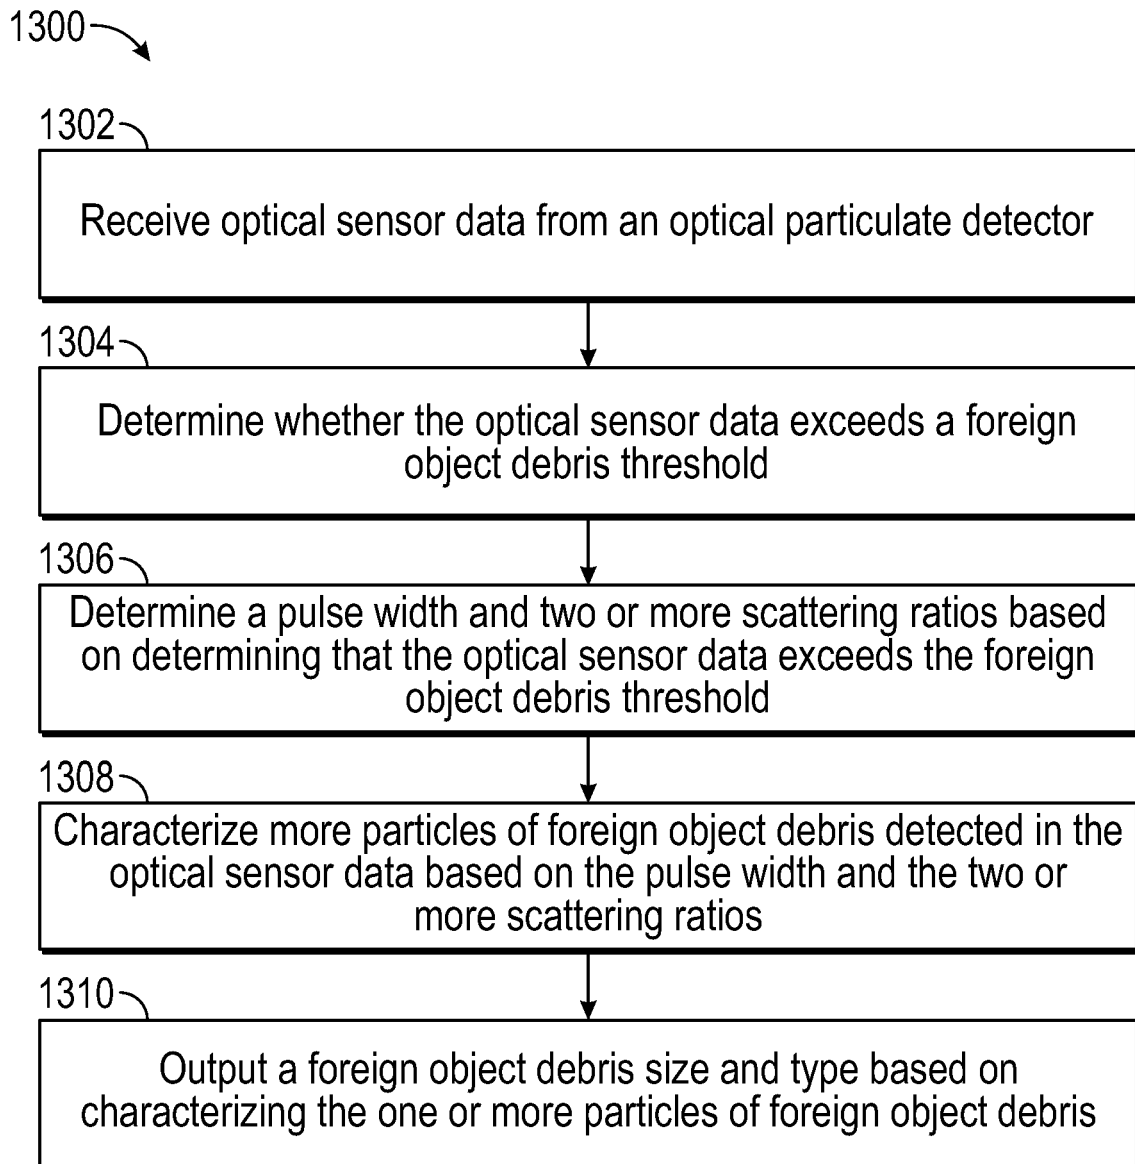 1300
1302
Receive optical sensor data from an optical particulate detector
1304
Determine whether the optical sensor data exceeds a foreign
object debris threshold
1306
Determine a pulse width and two or more scattering ratios based
on determining that the optical sensor data exceeds the foreign
object debris threshold
1308
Characterize more particles of foreign object debris detected in the
optical sensor data based on the pulse width and the two or
more scattering ratios
1310
Output a foreign object debris size and type based on
characterizing the one or more particles of foreign object debris